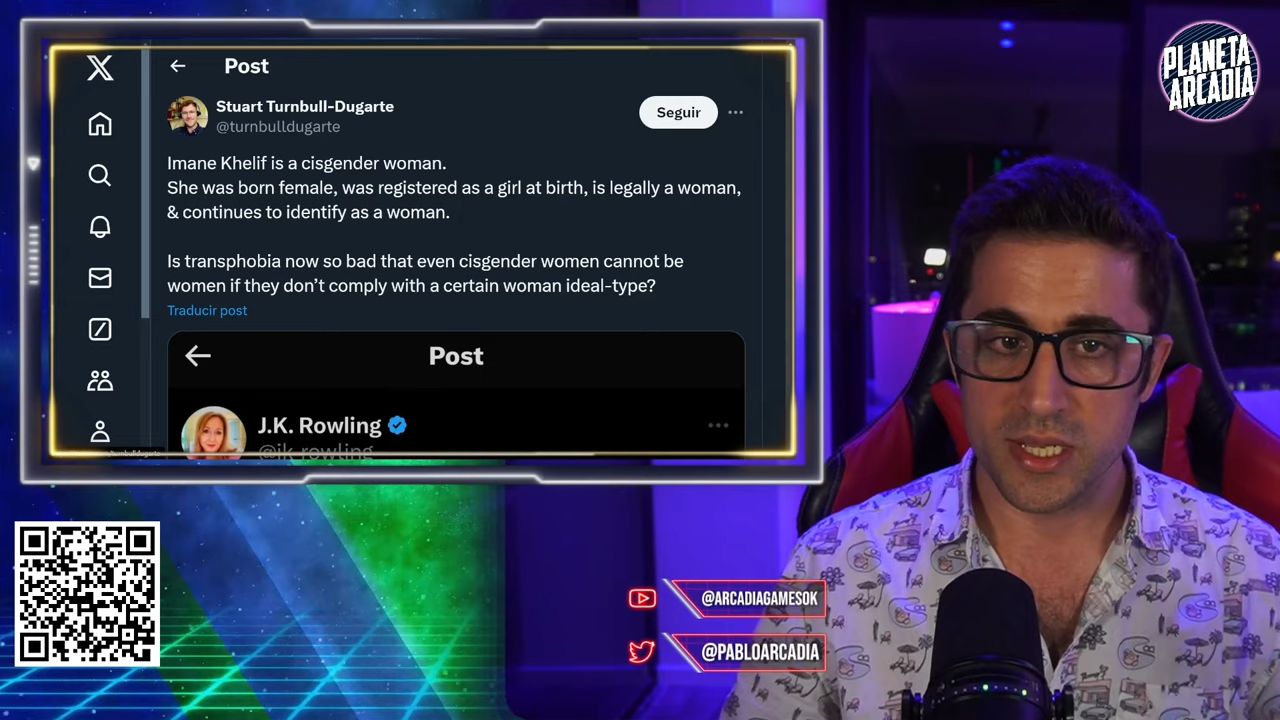 Post
Stuart Turnbull-Dugarte
@turnbulldugarte
Seguir
Imane Khelif is a cisgender woman.
She was born female, was registered as a girl at birth, is legally a woman,
& continues to identify as a woman.
Is transphobia now so bad that even cisgender women cannot be
women if they don’t comply with a certain woman ideal-type?
Traducir post
Post
J.K. Rowling
@jk_rowling
PLANETA
ARCADIA
@ARCADIAGAMESOK
@PABLOARCADIA